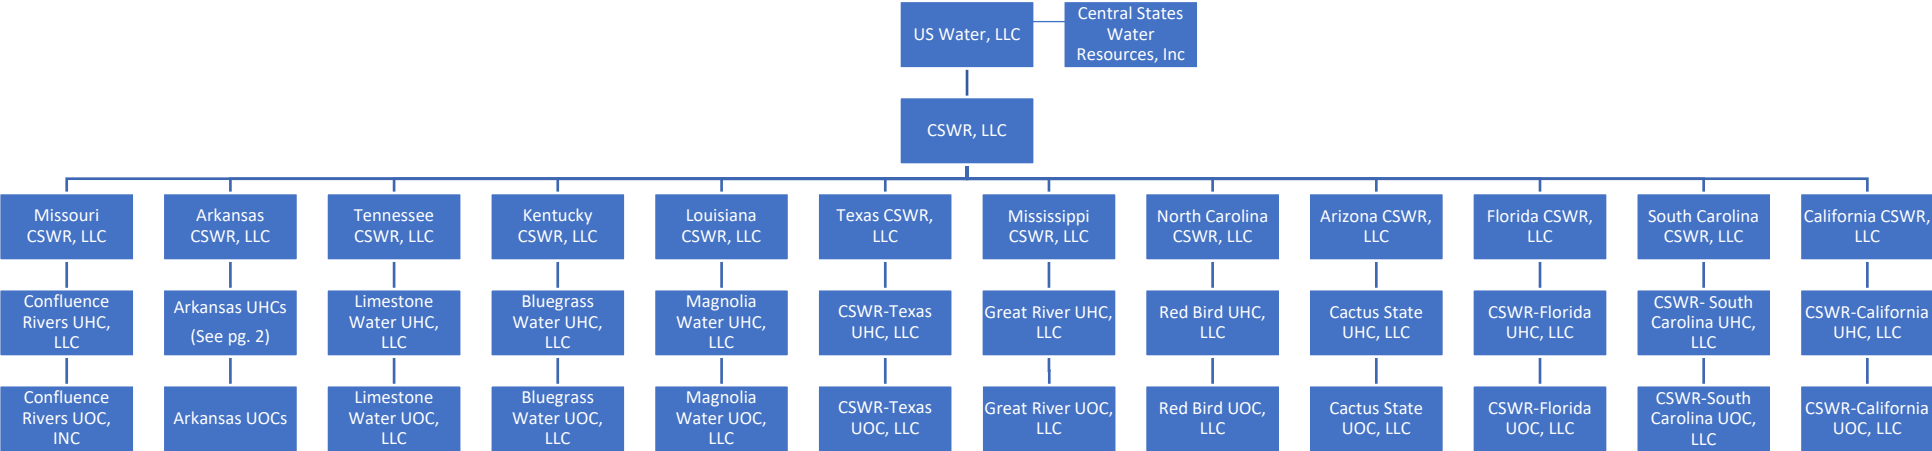 US Water, LLC
Central States
Water
Resources, Inc
CSWR, LLC
Missouri
CSWR, LLC
Arkansas
CSWR, LLC
Tennessee
CSWR, LLC
Kentucky
CSWR, LLC
Louisiana
CSWR, LLC
Texas CSWR,
LLC
Mississippi
CSWR, LLC
North Carolina
CSWR, LLC
Arizona CSWR,
LLC
Florida CSWR,
LLC
South Carolina
CSWR, LLC
California CSWR,
LLC
Confluence
Rivers UHC,
LLC
Arkansas UHCs
(See pg. 2)
Limestone
Water UHC,
LLC
Bluegrass
Water UHC,
LLC
Magnolia
Water UHC,
LLC
CSWR-Texas
UHC, LLC
Great River UHC,
LLC
Red Bird UHC,
LLC
Cactus State
UHC, LLC
CSWR-Florida
UHC, LLC
CSWR- South
Carolina UHC,
LLC
CSWR-California
UHC, LLC
Confluence
Rivers UOC,
INC
Arkansas UOCs
Limestone
Water UOC,
LLC
Bluegrass
Water UOC,
LLC
Magnolia
Water UOC,
LLC
CSWR-Texas
UOC, LLC
Great River UOC,
LLC
Red Bird UOC,
LLC
Cactus State
UOC, LLC
CSWR-Florida
UOC, LLC
CSWR-South
Carolina UOC,
LLC
CSWR-California
UOC, LLC